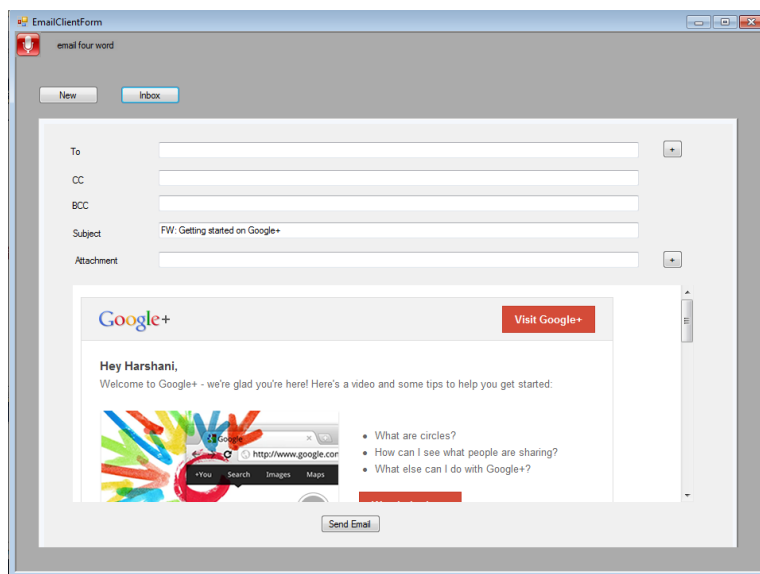 EmailClientForm
email four word
New
Inbox
To
+
CC
BCC
Subject
FW: Getting started on Google+
Attachment
+
Google+
Visit Google+
Hey Harshani,
Welcome to Google+ - we're glad you're here! Here's a video and some tips to help you get started:
Google
http://www.google.com
+You Search Images Maps
What are circles?
How can I see what people are sharing?
What else can I do with Google+?
Send Email